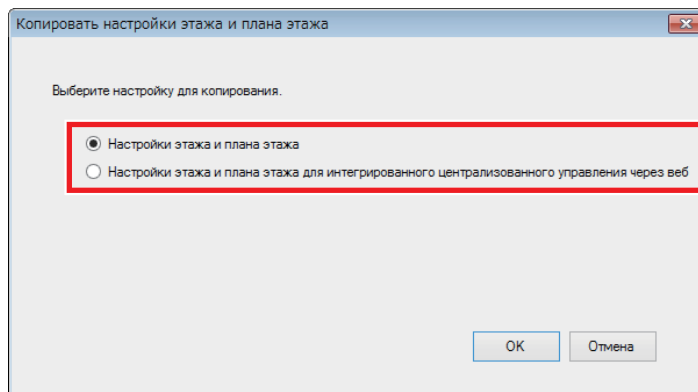 Копировать настройки этажа и плана этажа
Выберите настройку для копирования.
Настройки этажа и плана этажа
Настройки этажа и плана этажа для интегрированного централизованного управления через веб
OK
Отмена